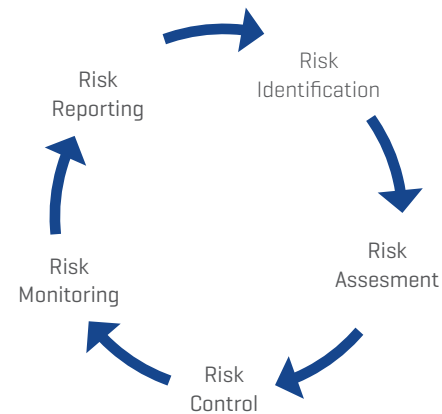 Risk
Identification
Risk
Assesment
Risk
Control
Risk
Monitoring
Risk
Reporting